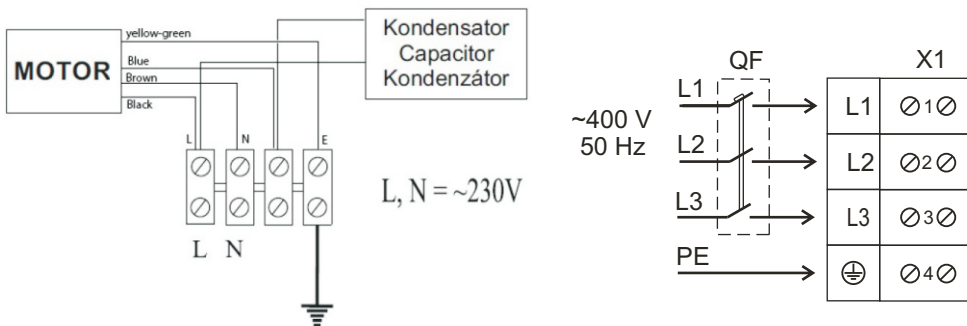 yellow-green
MOTOR
Blue
Brown
Black
Kondensator
Capacitor
Kondenzátor
L N E
L, N = ~230V
L N
QF X1
~400 V
50 Hz
L1 L1 1
L2 L2 2
L3 L3 3
PE 4